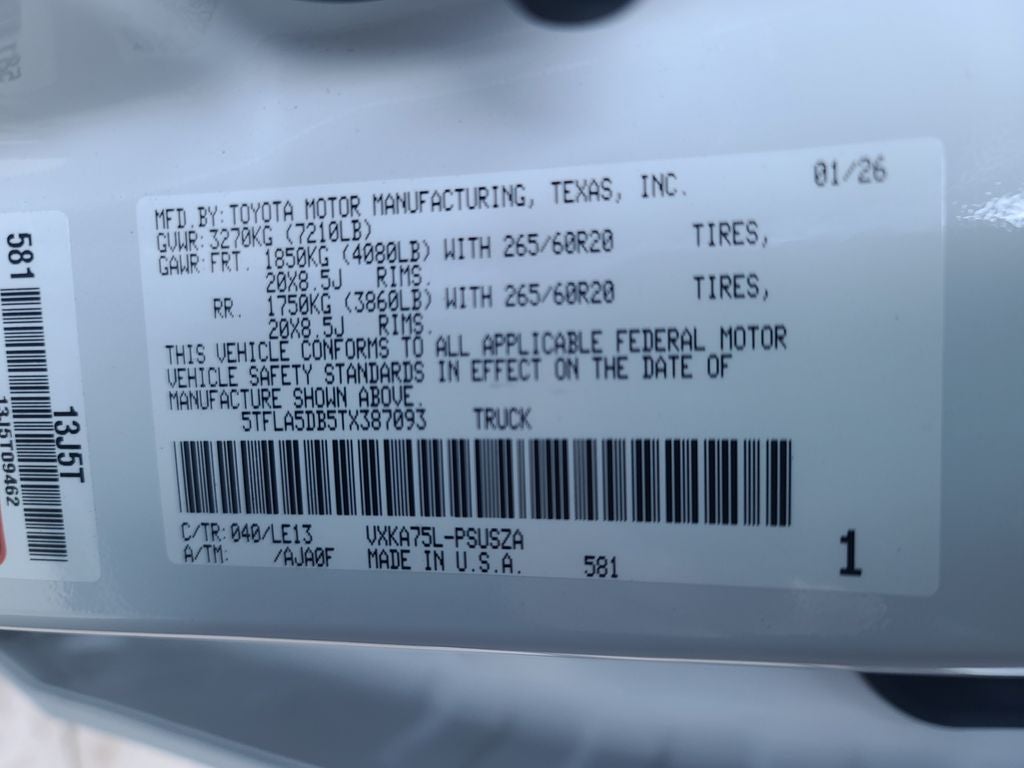 MFD.BY: TOYOTA MOTOR MANUFACTURING, TEXAS, INC. 01/26
GVWR: 3270KG (7210LB)
GAWR: FRT. 1850KG (4080LB) WITH 265/60R20 TIRES,
20X8.5J RIMS.
RR. 1750KG (3860LB) WITH 265/60R20 TIRES,
20X8.5J RIMS.
THIS VEHICLE CONFORMS TO ALL APPLICABLE FEDERAL MOTOR
VEHICLE SAFETY STANDARDS IN EFFECT ON THE DATE OF
MANUFACTURE SHOWN ABOVE.
5TFLA5DB5TX387093 TRUCK
C/TR: 040/LE13 VXKA75L-PSUSZA
A/TM: /AJA0F MADE IN U.S.A. 581
1
581
13J5T
13J5T09462